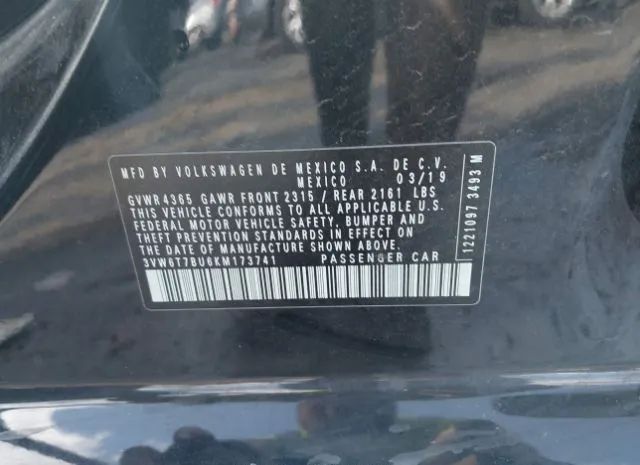 MFD BY VOLKSWAGEN DE MEXICO S.A. DE C.V.
MEXICO 03/19
GVWR 4365 GAWR FRONT 2315 / REAR 2161 LBS
THIS VEHICLE CONFORMS TO ALL APPLICABLE U.S.
FEDERAL MOTOR VEHICLE SAFETY, BUMPER AND
THEFT PREVENTION STANDARDS IN EFFECT ON
THE DATE OF MANUFACTURE SHOWN ABOVE.
3VW6T7BU6KM173741 PASSENGER CAR
1221097 3493 M